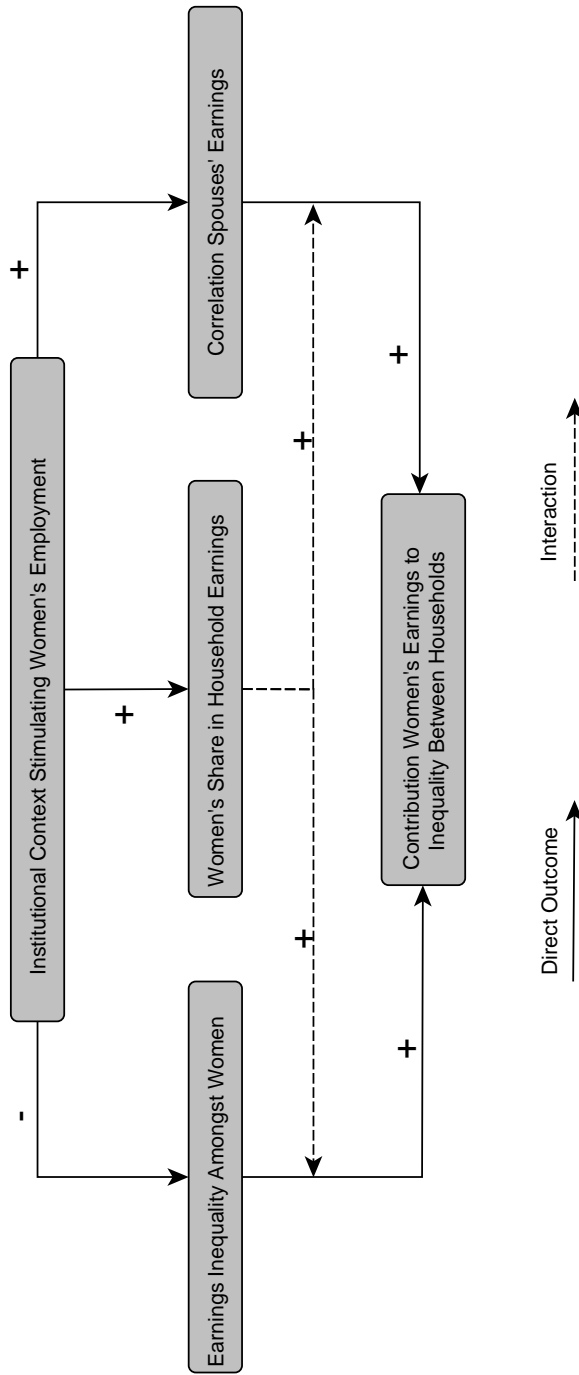 Institutional Context Stimulating Women's Employment
-
+
+
Earnings Inequality Amongst Women
Women's Share in Household Earnings
Correlation Spouses' Earnings
+
+
+
+
Contribution Women's Earnings to
Inequality Between Households
Direct Outcome
Interaction